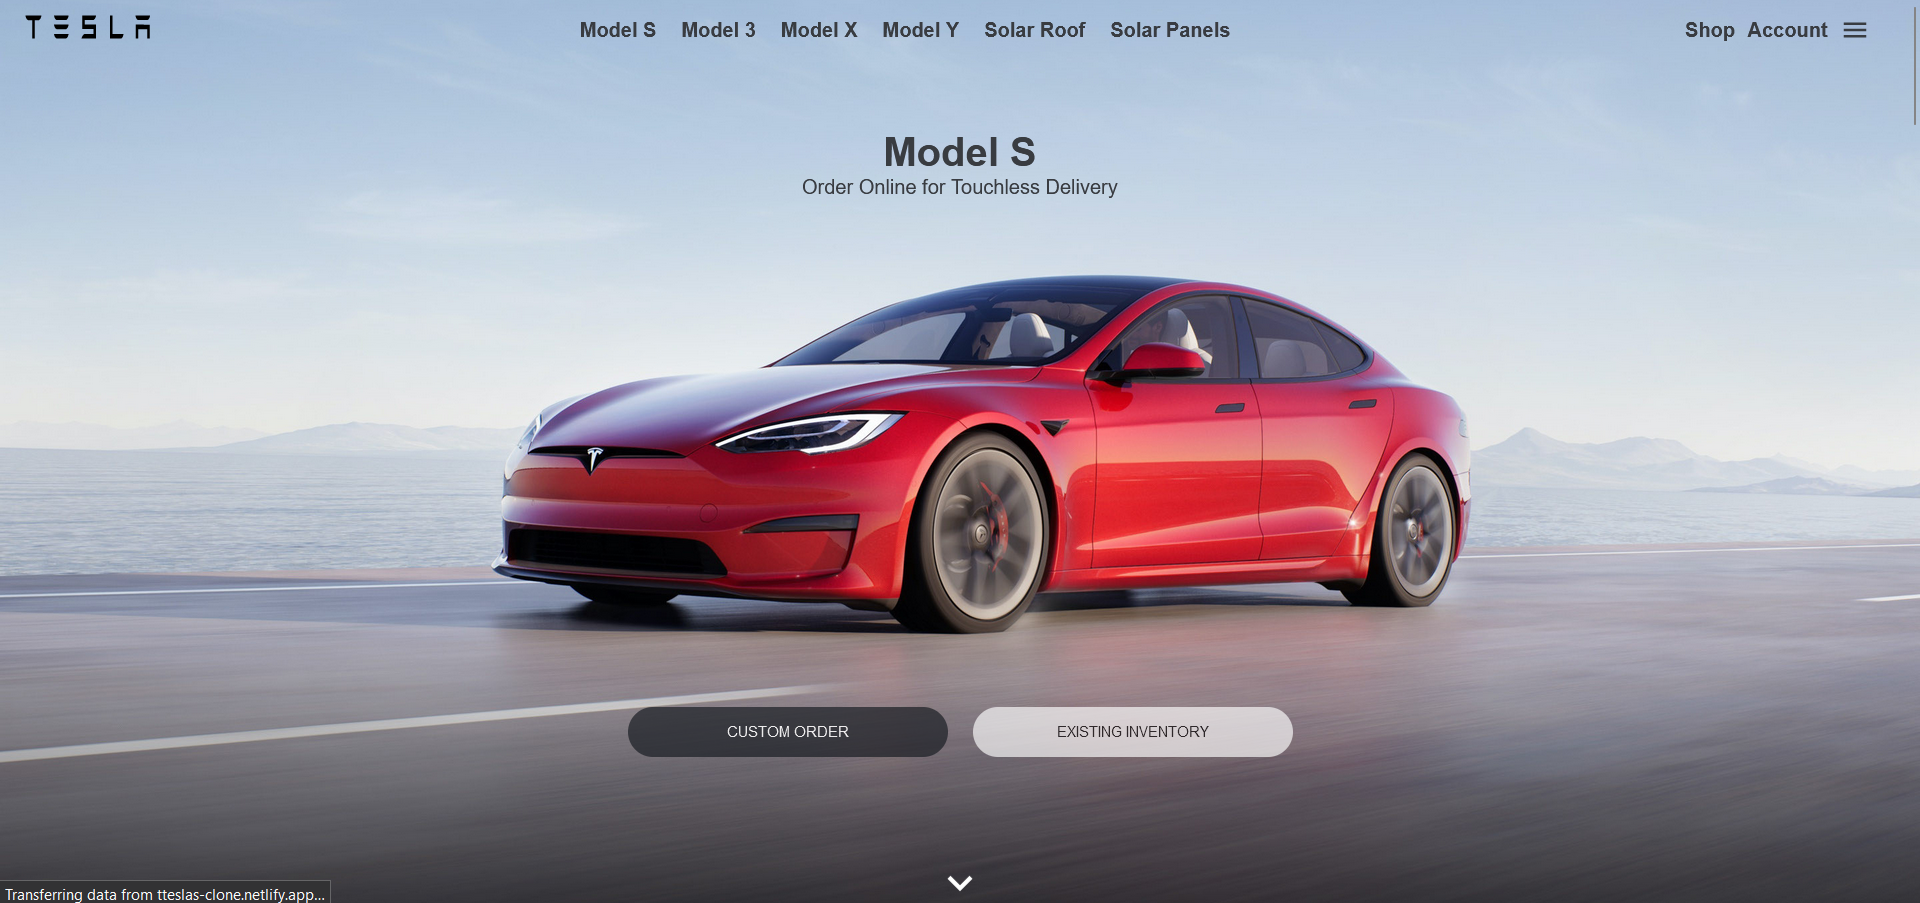 TESLA
Model S Model 3 Model X Model Y Solar Roof Solar Panels
Shop Account
Model S
Order Online for Touchless Delivery
CUSTOM ORDER
EXISTING INVENTORY
Transferring data from tteslas-clone.netlify.app...